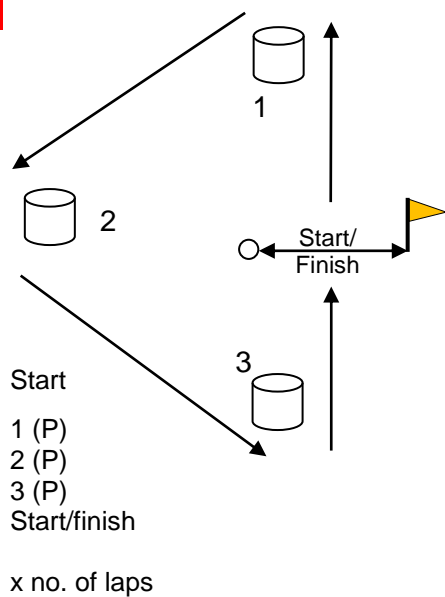 1
2
Start/
Finish
3
Start
1 (P)
2 (P)
3 (P)
Start/finish
x no. of laps